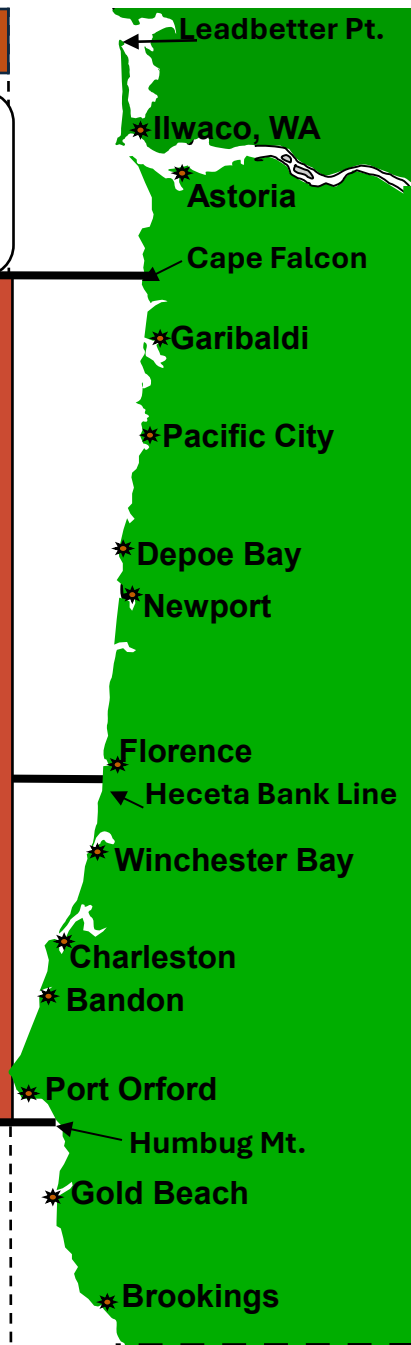 Leadbetter Pt.
Ilwaco, WA
Astoria
Cape Falcon
Garibaldi
Pacific City
Depoe Bay
Newport
Florence
Heceta Bank Line
Winchester Bay
Charleston
Bandon
Port Orford
Humbug Mt.
Gold Beach
Brookings